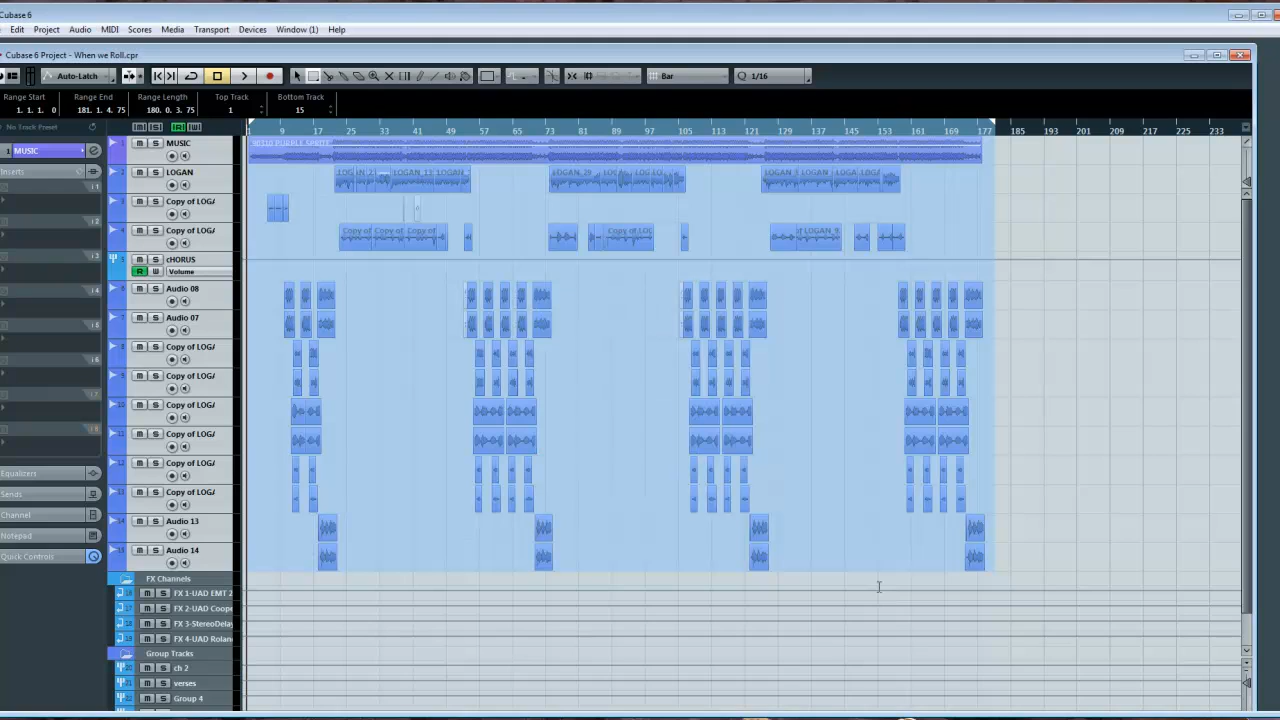 Cubase 6
Edit Project Audio MIDI Scores Media Transport Devices Window (1) Help
Cubase 6 Project - When we Roll.cpr
Auto-Latch Bar Q 1/16
Range Start Range End Range Length Top Track Bottom Track
1. 1. 1. 0 181. 1. 4. 75 180. 0. 3. 75 1 15
No Track Preset
1 9 17 25 33 41 49 57 65 73 81 89 97 105 113 121 129 137 145 153 161 169 177 185 193 201 209 217 225 233
1 MUSIC
MUSIC
Inserts
LOGAN
Copy of LOG
Copy of LOG
cHORUS
R W Volume
Audio 08
Audio 07
Copy of LOG
Copy of LOG
Copy of LOG
Copy of LOG
Copy of LOG
Copy of LOG
Audio 13
Audio 14
Equalizers
Sends
Channel
Notepad
Quick Controls
FX Channels
FX 1-UAD EMT 2
FX 2-UAD Coope
FX 3-StereoDelay
FX 4-UAD Rolan
Group Tracks
ch 2
verses
Group 4